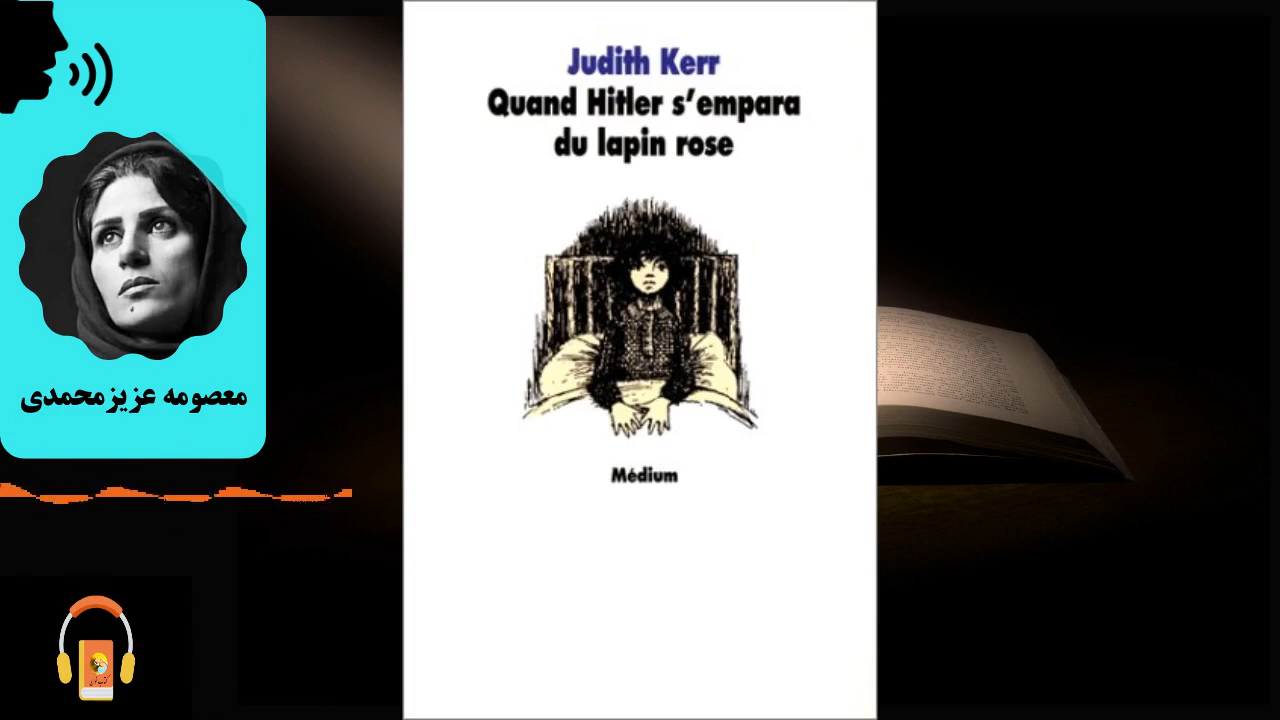 Judith Kerr
Quand Hitler s'empara
du lapin rose
Médium
معصومه عزیزمحمدی